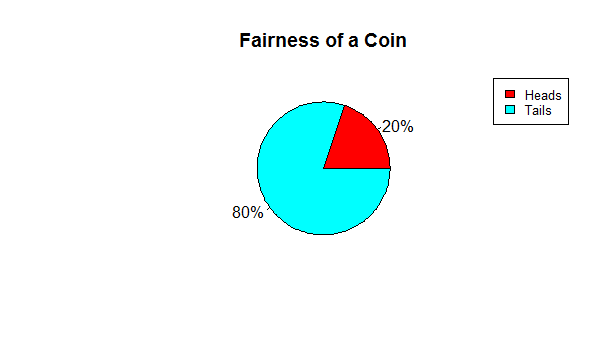 Fairness of a Coin
Heads
Tails
20%
80%